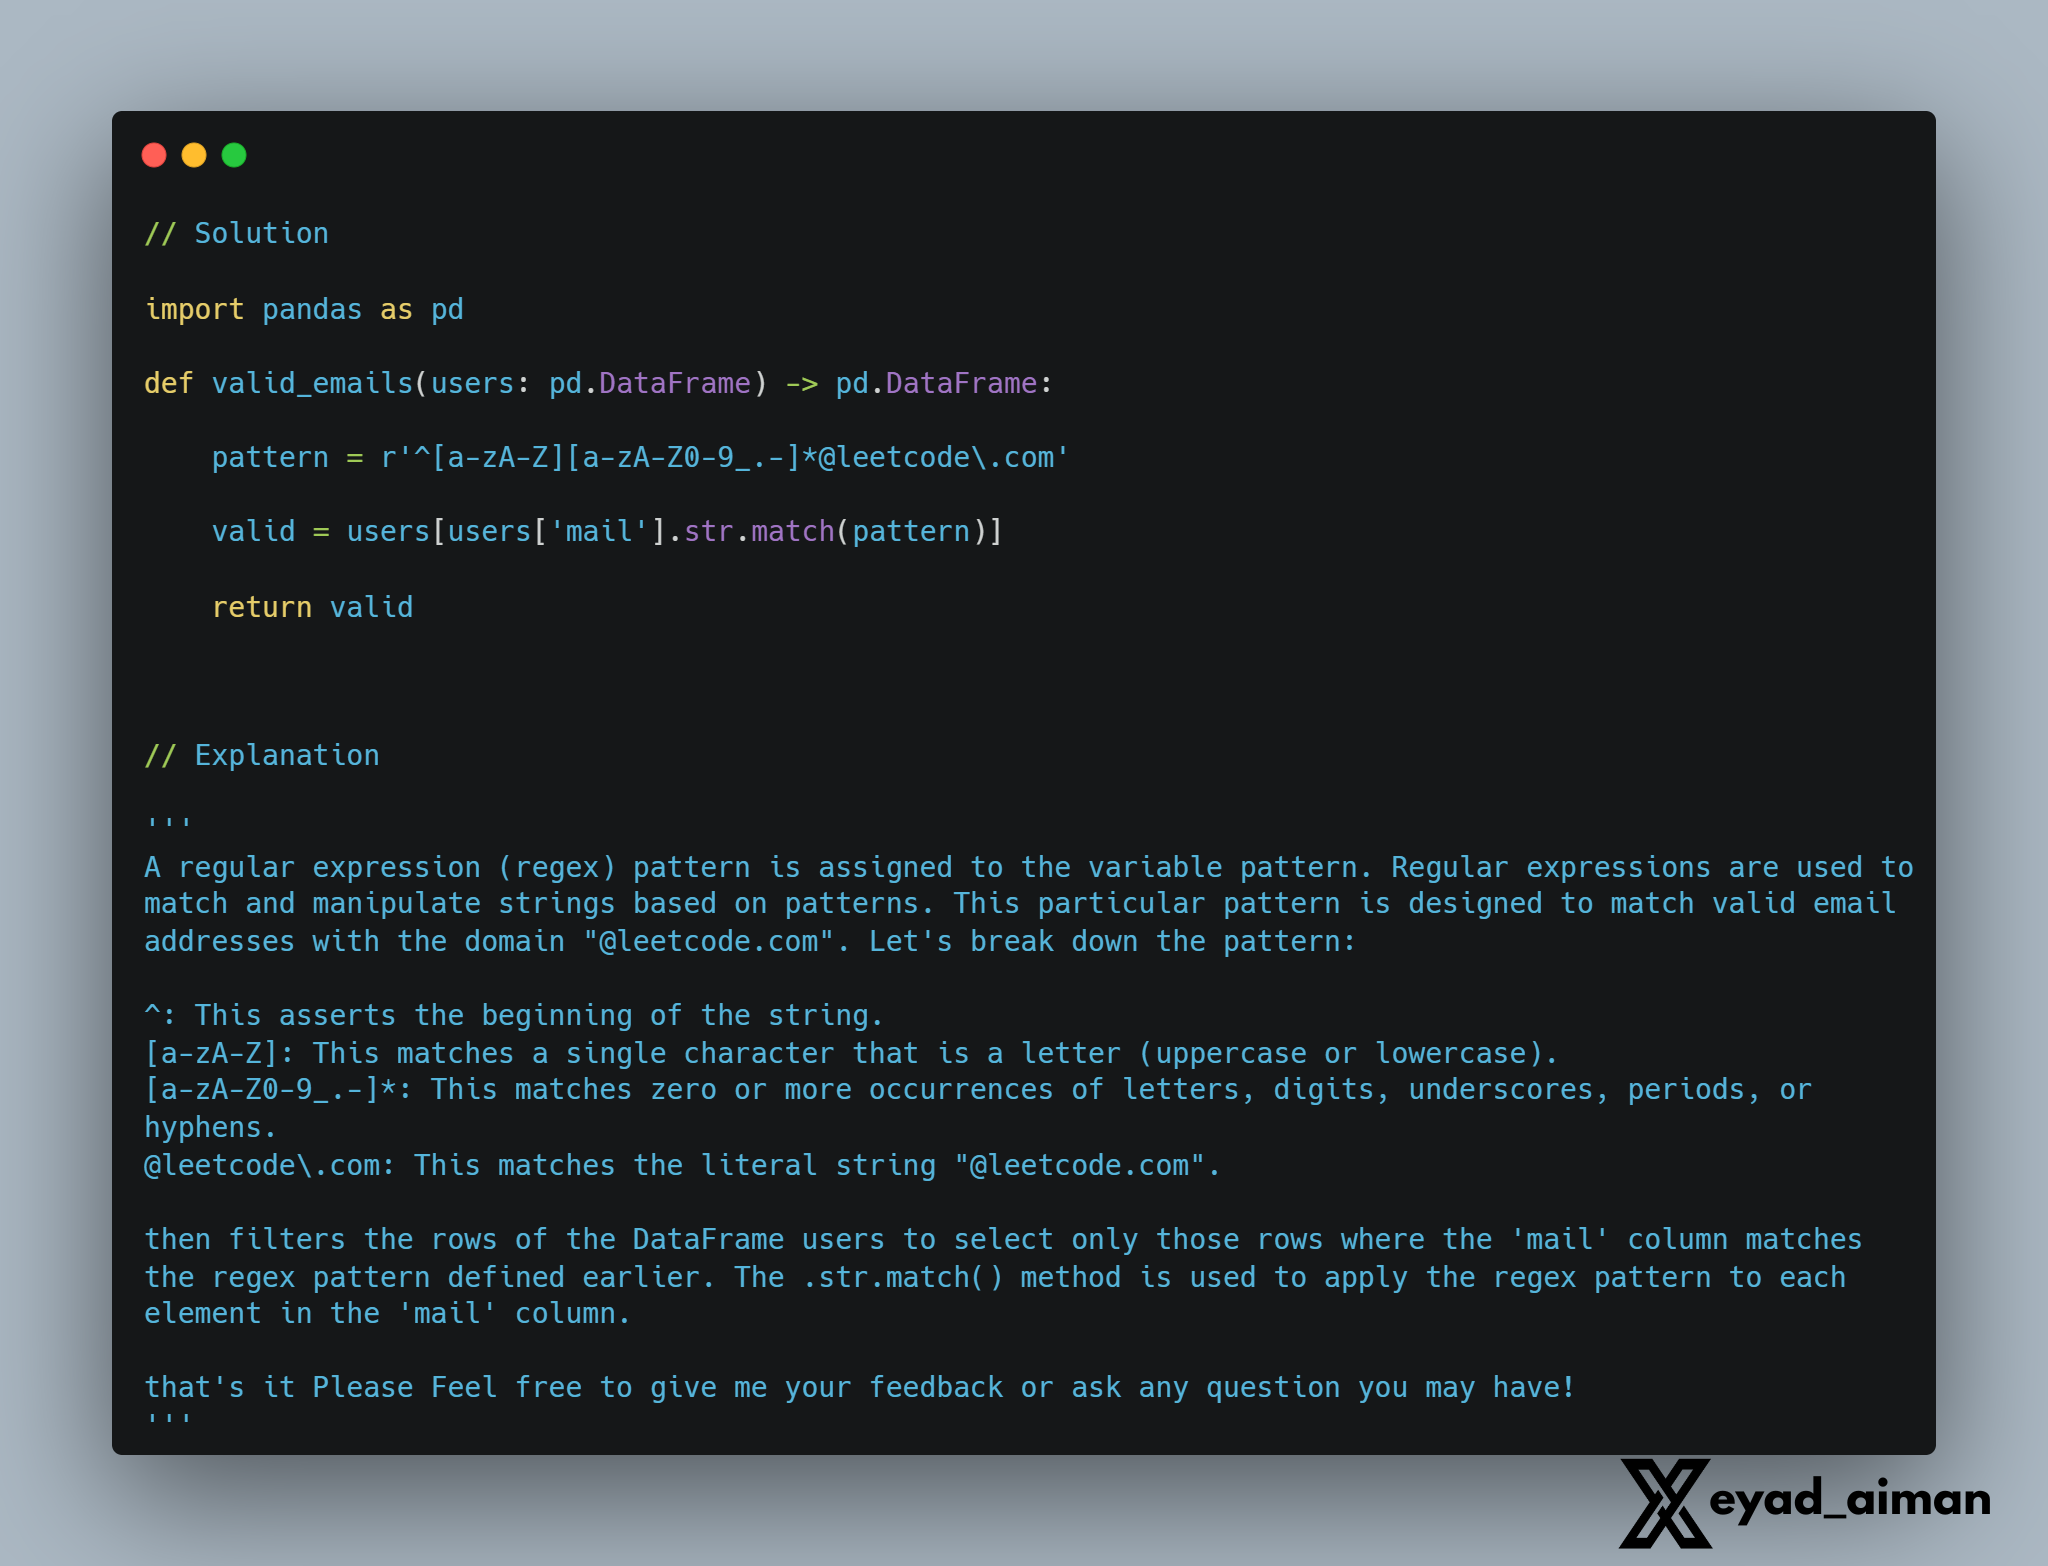 // Solution
import pandas as pd
def valid_emails(users: pd.DataFrame) -> pd.DataFrame:
    pattern = r'^[a-zA-Z][a-zA-Z0-9_.-]*@leetcode\.com'
    valid = users[users['mail'].str.match(pattern)]
    return valid
// Explanation
'''
A regular expression (regex) pattern is assigned to the variable pattern. Regular expressions are used to
match and manipulate strings based on patterns. This particular pattern is designed to match valid email
addresses with the domain "@leetcode.com". Let's break down the pattern:
^: This asserts the beginning of the string.
[a-zA-Z]: This matches a single character that is a letter (uppercase or lowercase).
[a-zA-Z0-9_.-]*: This matches zero or more occurrences of letters, digits, underscores, periods, or
hyphens.
@leetcode\.com: This matches the literal string "@leetcode.com".
then filters the rows of the DataFrame users to select only those rows where the 'mail' column matches
the regex pattern defined earlier. The .str.match() method is used to apply the regex pattern to each
element in the 'mail' column.
that's it Please Feel free to give me your feedback or ask any question you may have!
'''
eyad_aiman